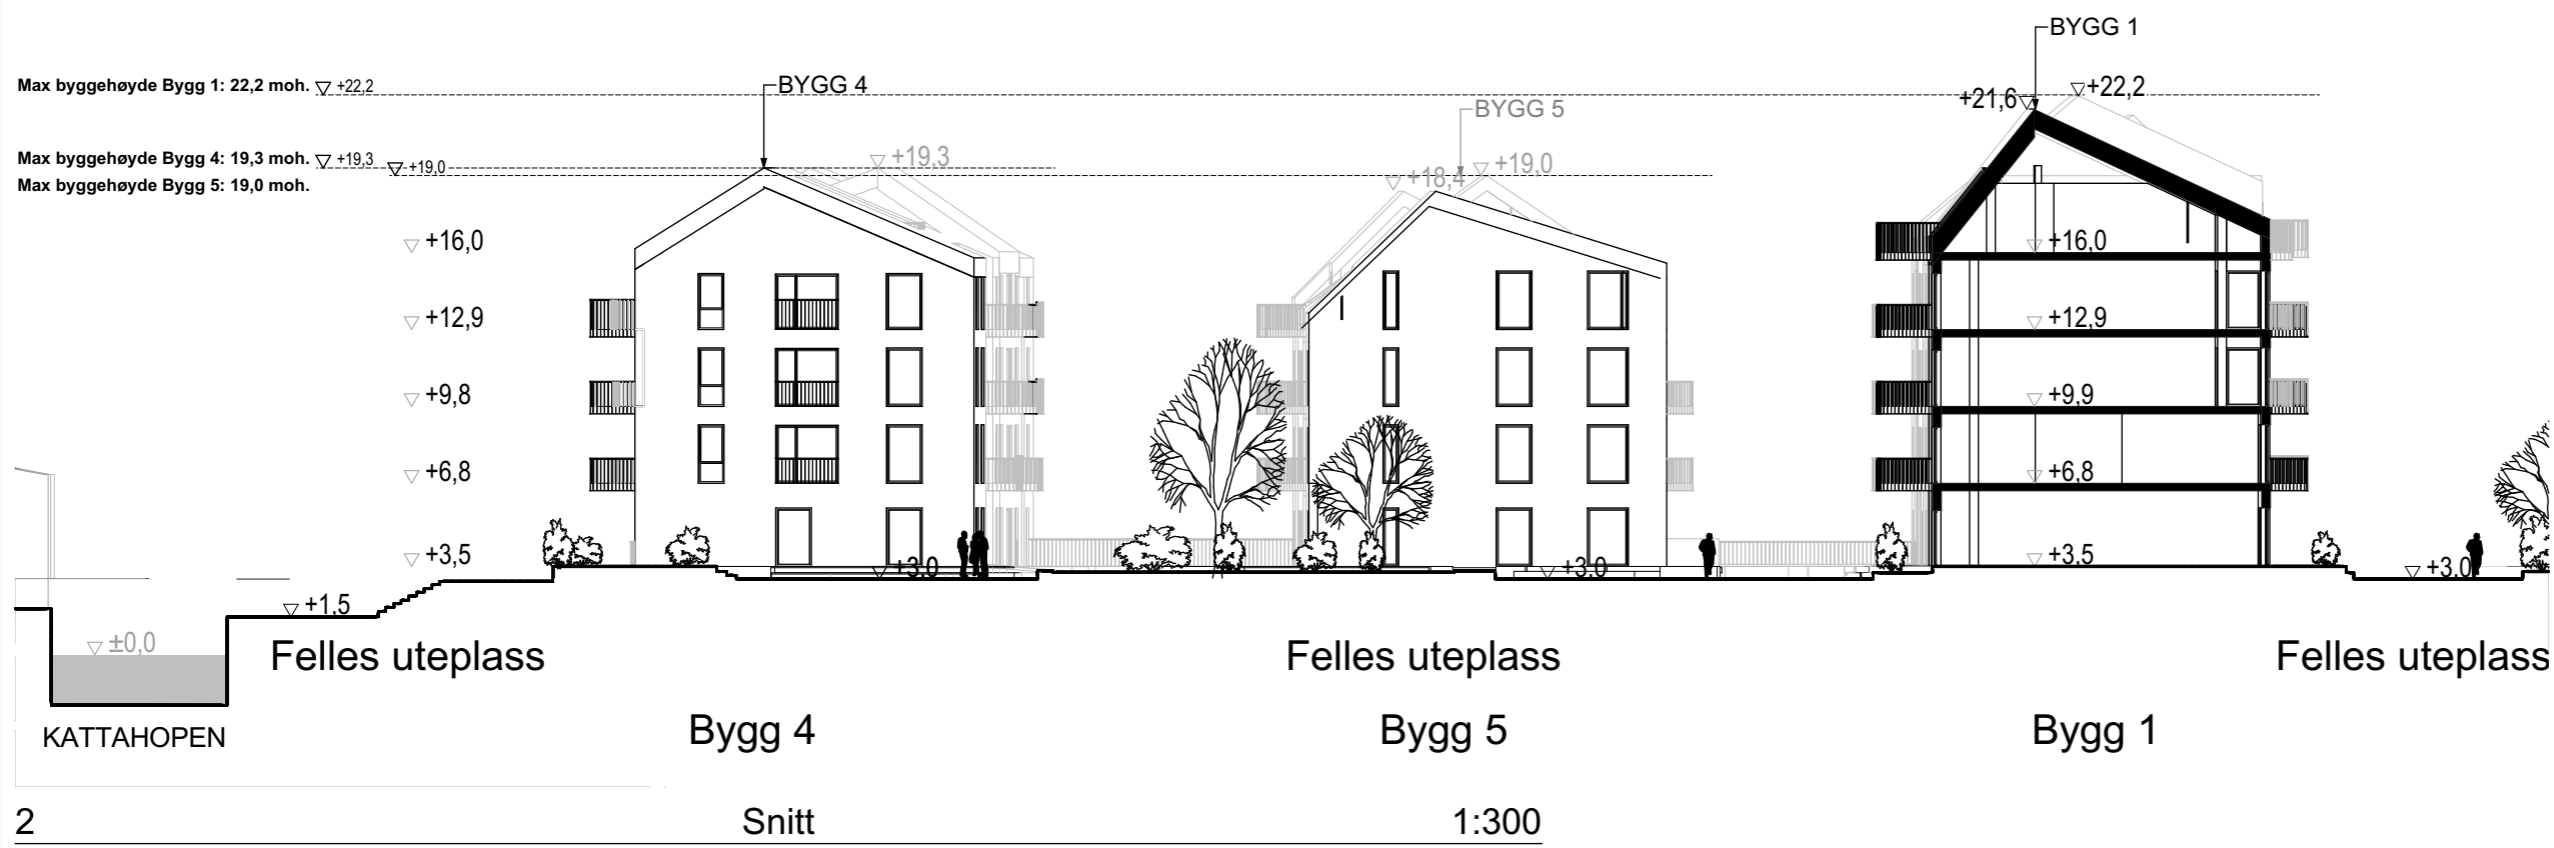 BYGG 1
Max byggehøyde Bygg 1: 22,2 moh. +22,2
BYGG 4
+22,2
+21,6
BYGG 5
Max byggehøyde Bygg 4: 19,3 moh. +19,3
+19,0
+19,3
+19,0
Max byggehøyde Bygg 5: 19,0 moh.
+18,4
+16,0
+16,0
+12,9
+12,9
+9,8
+9,9
+6,8
+6,8
+3,5
+3,0
+3,0
+3,5
+3,0
+1,5
±0,0
Felles uteplass
Felles uteplass
Felles uteplass
KATTAHOPEN
Bygg 4
Bygg 5
Bygg 1
2 Snitt 1:300